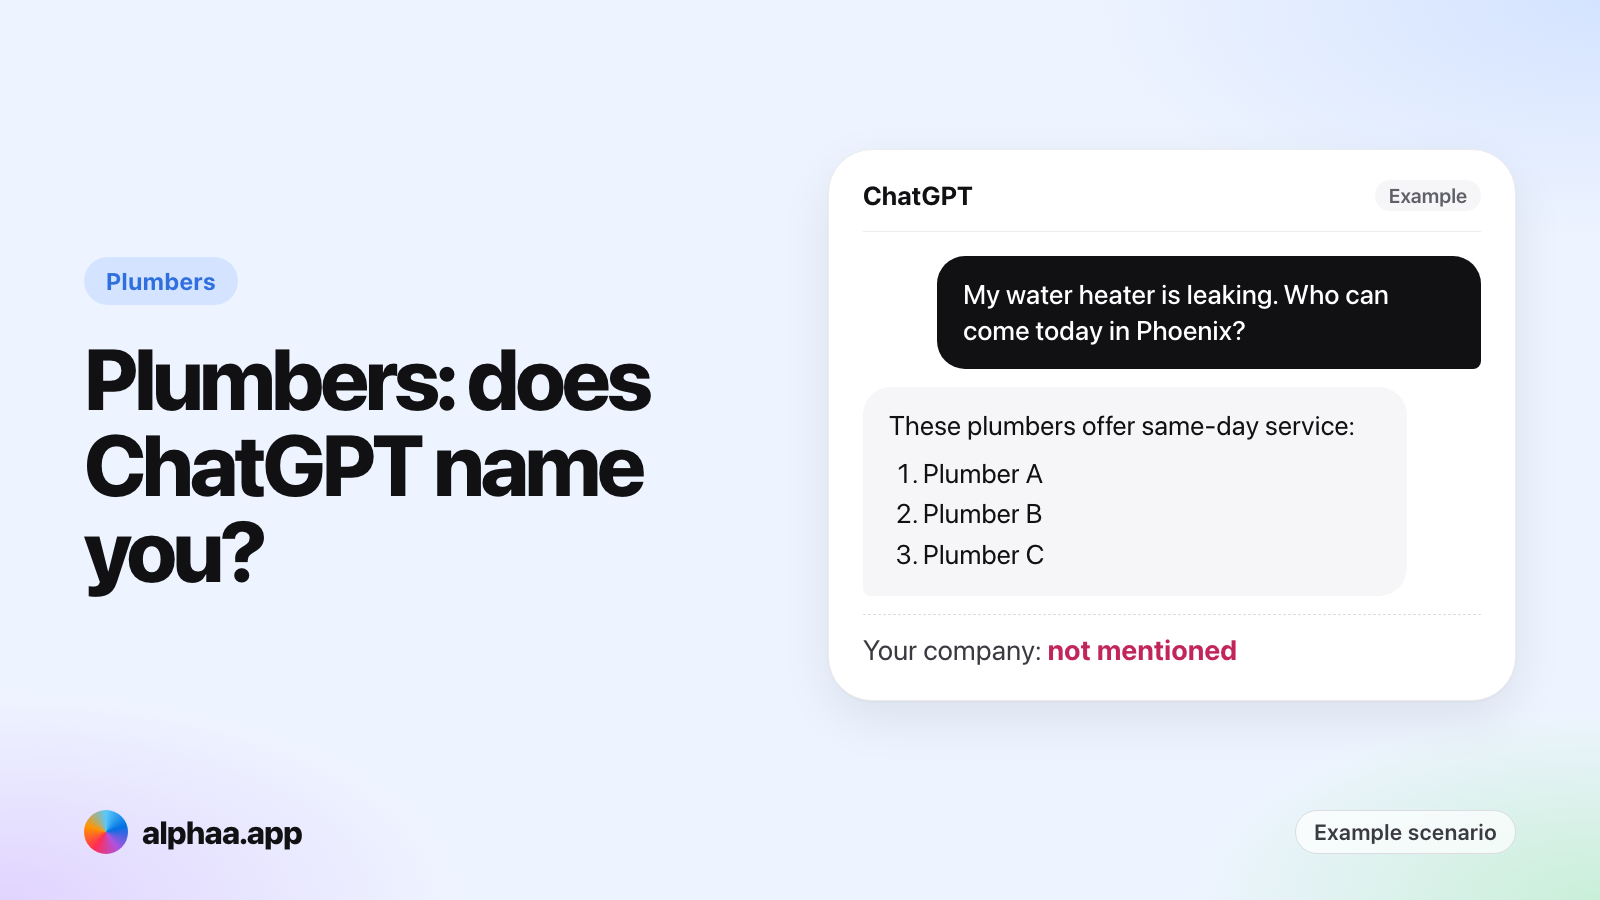 Plumbers
Plumbers: does
ChatGPT name
you?
alphaa.app
ChatGPT
Example
My water heater is leaking. Who can
come today in Phoenix?
These plumbers offer same-day service:
1. Plumber A
2. Plumber B
3. Plumber C
Your company: not mentioned
Example scenario